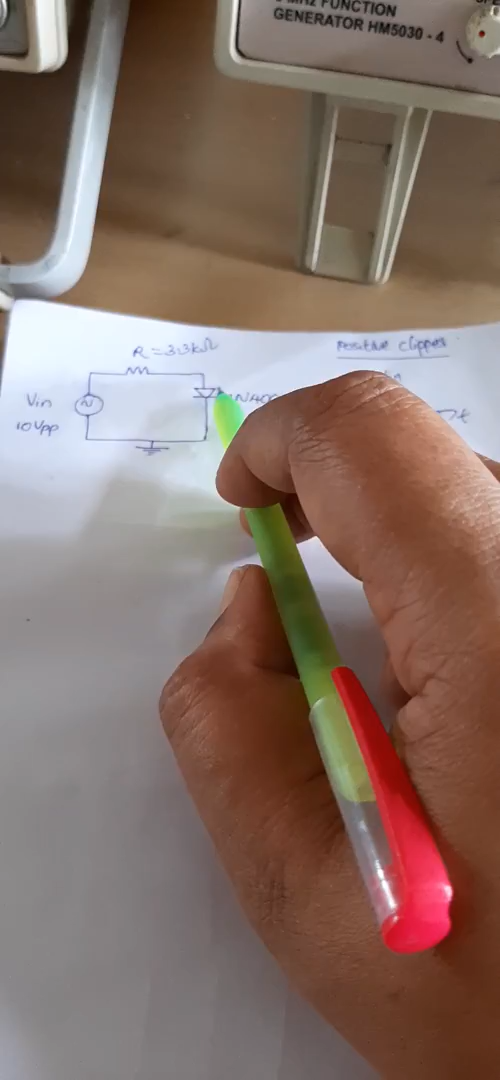 MHz FUNCTION
GENERATOR HM5030 - 4
R = 3.3kΩ
Positive clipper
Vin
10Vpp